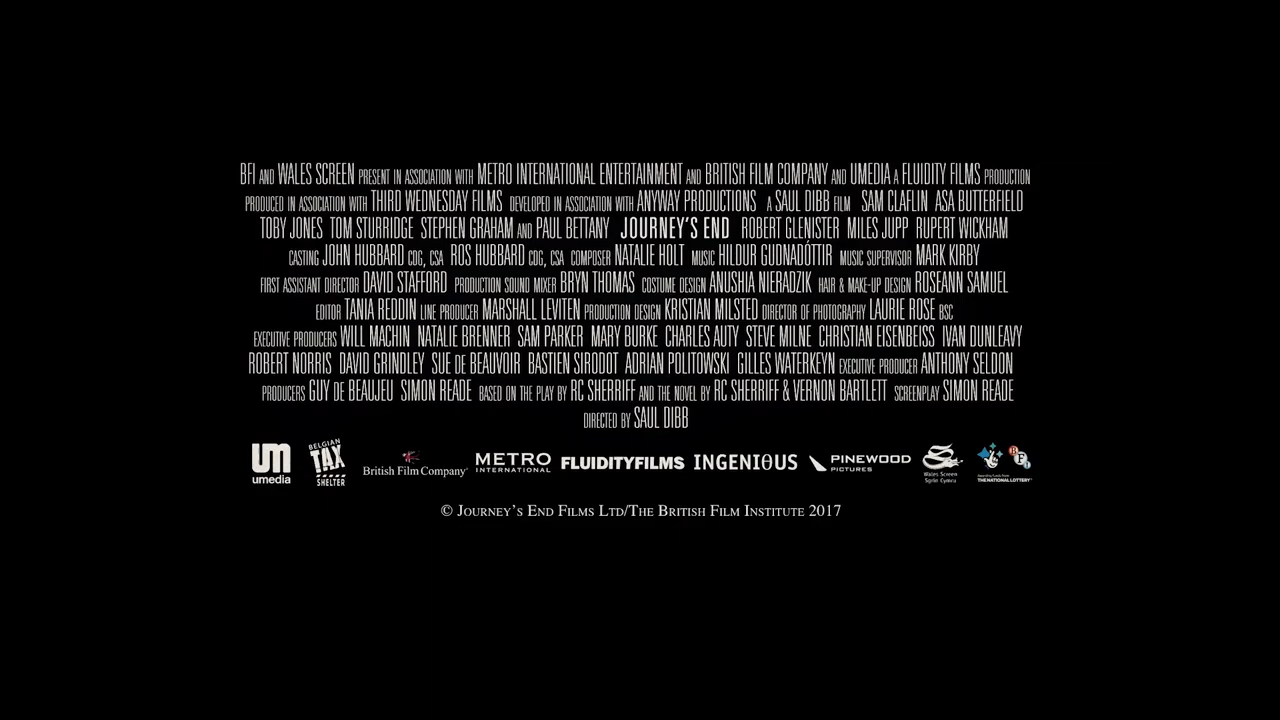 BFI AND WALES SCREEN PRESENT IN ASSOCIATION WITH METRO INTERNATIONAL ENTERTAINMENT AND BRITISH FILM COMPANY AND UMEDIA A FLUIDITY FILMS PRODUCTION
PRODUCED IN ASSOCIATION WITH THIRD WEDNESDAY FILMS DEVELOPED IN ASSOCIATION WITH ANYWAY PRODUCTIONS A SAUL DIBB FILM SAM CLAFLIN ASA BUTTERFIELD
TOBY JONES TOM STURRIDGE STEPHEN GRAHAM AND PAUL BETTANY JOURNEY'S END ROBERT GLENISTER MILES JUPP RUPERT WICKHAM
CASTING JOHN HUBBARD CDG, CSA ROS HUBBARD CDG, CSA COMPOSER NATALIE HOLT MUSIC HILDUR GUDNADÓTTIR MUSIC SUPERVISOR MARK KIRBY
FIRST ASSISTANT DIRECTOR DAVID STAFFORD PRODUCTION SOUND MIXER BRYN THOMAS COSTUME DESIGN ANUSHIA NIERADZIK HAIR & MAKE-UP DESIGN ROSEANN SAMUEL
EDITOR TANIA REDDIN LINE PRODUCER MARSHALL LEVITEN PRODUCTION DESIGN KRISTIAN MILSTED DIRECTOR OF PHOTOGRAPHY LAURIE ROSE BSC
EXECUTIVE PRODUCERS WILL MACHIN NATALIE BRENNER SAM PARKER MARY BURKE CHARLES AUTY STEVE MILNE CHRISTIAN EISENBEISS IVAN DUNLEAVY
ROBERT NORRIS DAVID GRINDLEY SUE DE BEAUVOIR BASTIEN SIRODOT ADRIAN POLITOWSKI GILLES WATERKEYN EXECUTIVE PRODUCER ANTHONY SELDON
PRODUCERS GUY DE BEAUJEU SIMON READE BASED ON THE PLAY BY RC SHERRIFF AND THE NOVEL BY RC SHERRIFF & VERNON BARTLETT SCREENPLAY SIMON READE
DIRECTED BY SAUL DIBB
um
umedia
BELGIAN
TAX
SHELTER
British Film Company
METRO
INTERNATIONAL
FLUIDITYFILMS
INGENIOUS
PINEWOOD
PICTURES
Wales Screen
Sgrîn Cymru
THE NATIONAL LOTTERY
BFI
© JOURNEY'S END FILMS LTD/THE BRITISH FILM INSTITUTE 2017